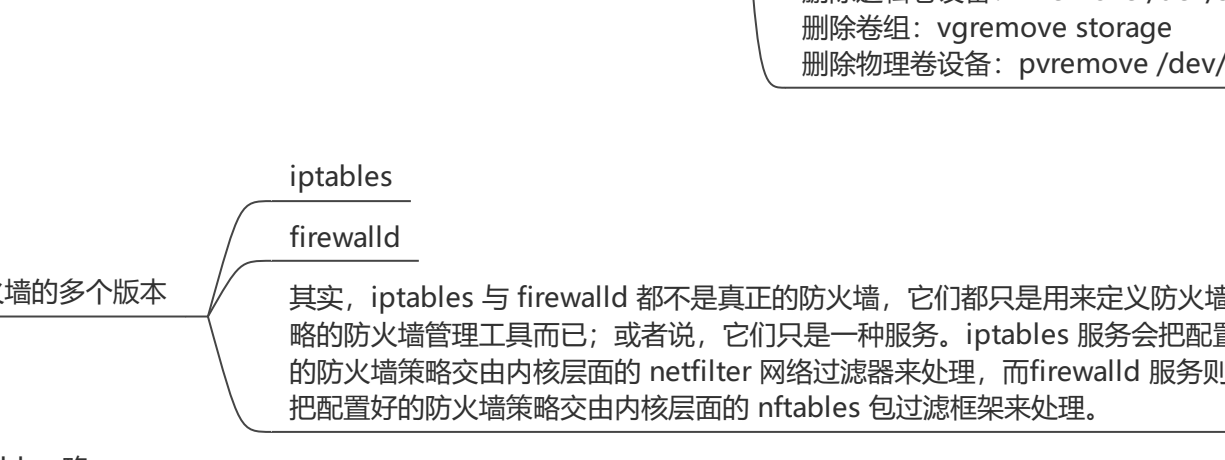 删除卷组：vgremove storage
删除物理卷设备：pvremove /dev/
iptables
firewalld
墙的多个版本
其实，iptables 与 firewalld 都不是真正的防火墙，它们都只是用来定义防火墙
略的防火墙管理工具而已；或者说，它们只是一种服务。iptables 服务会把配置
的防火墙策略交由内核层面的 netfilter 网络过滤器来处理，而firewalld 服务则
把配置好的防火墙策略交由内核层面的 nftables 包过滤框架来处理。